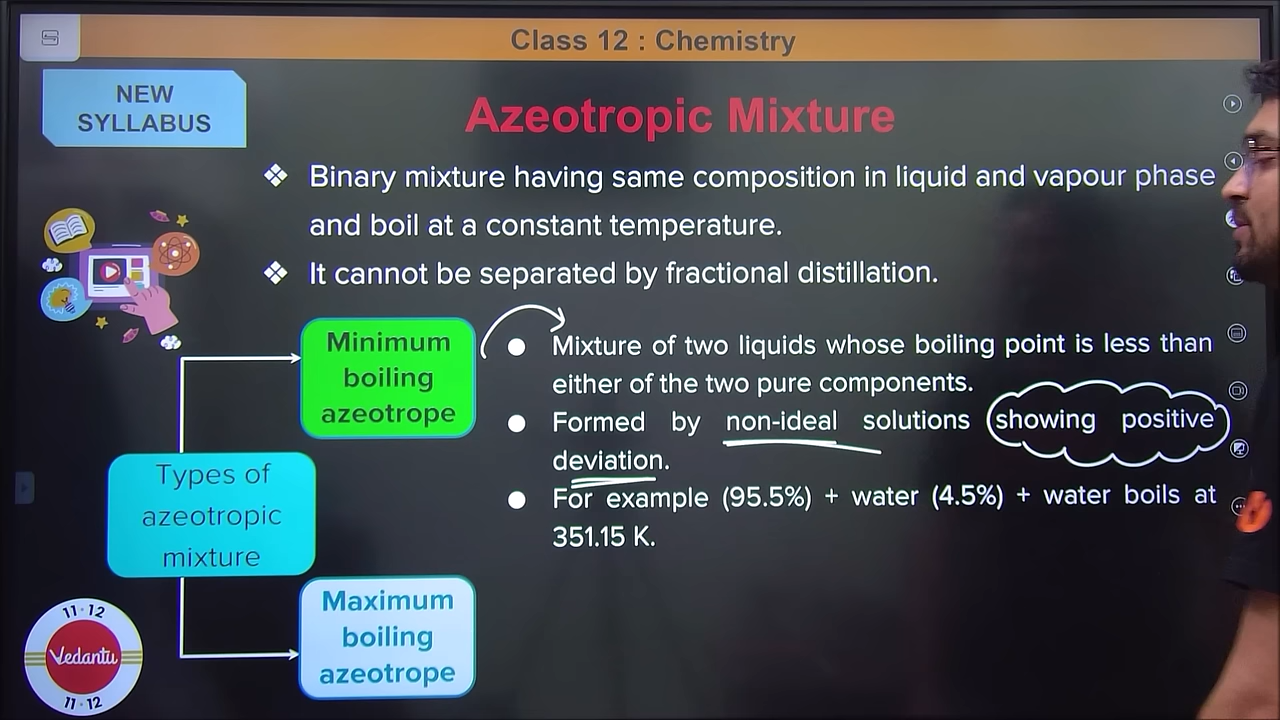 Class 12 : Chemistry
NEW
SYLLABUS
Azeotropic Mixture
Binary mixture having same composition in liquid and vapour phase
and boil at a constant temperature.
It cannot be separated by fractional distillation.
Minimum
boiling
azeotrope
Mixture of two liquids whose boiling point is less than
either of the two pure components.
Formed by non-ideal solutions showing positive
deviation.
For example (95.5%) + water (4.5%) + water boils at
351.15 K.
Types of
azeotropic
mixture
Maximum
boiling
azeotrope
11·12
Vedantu
11·12